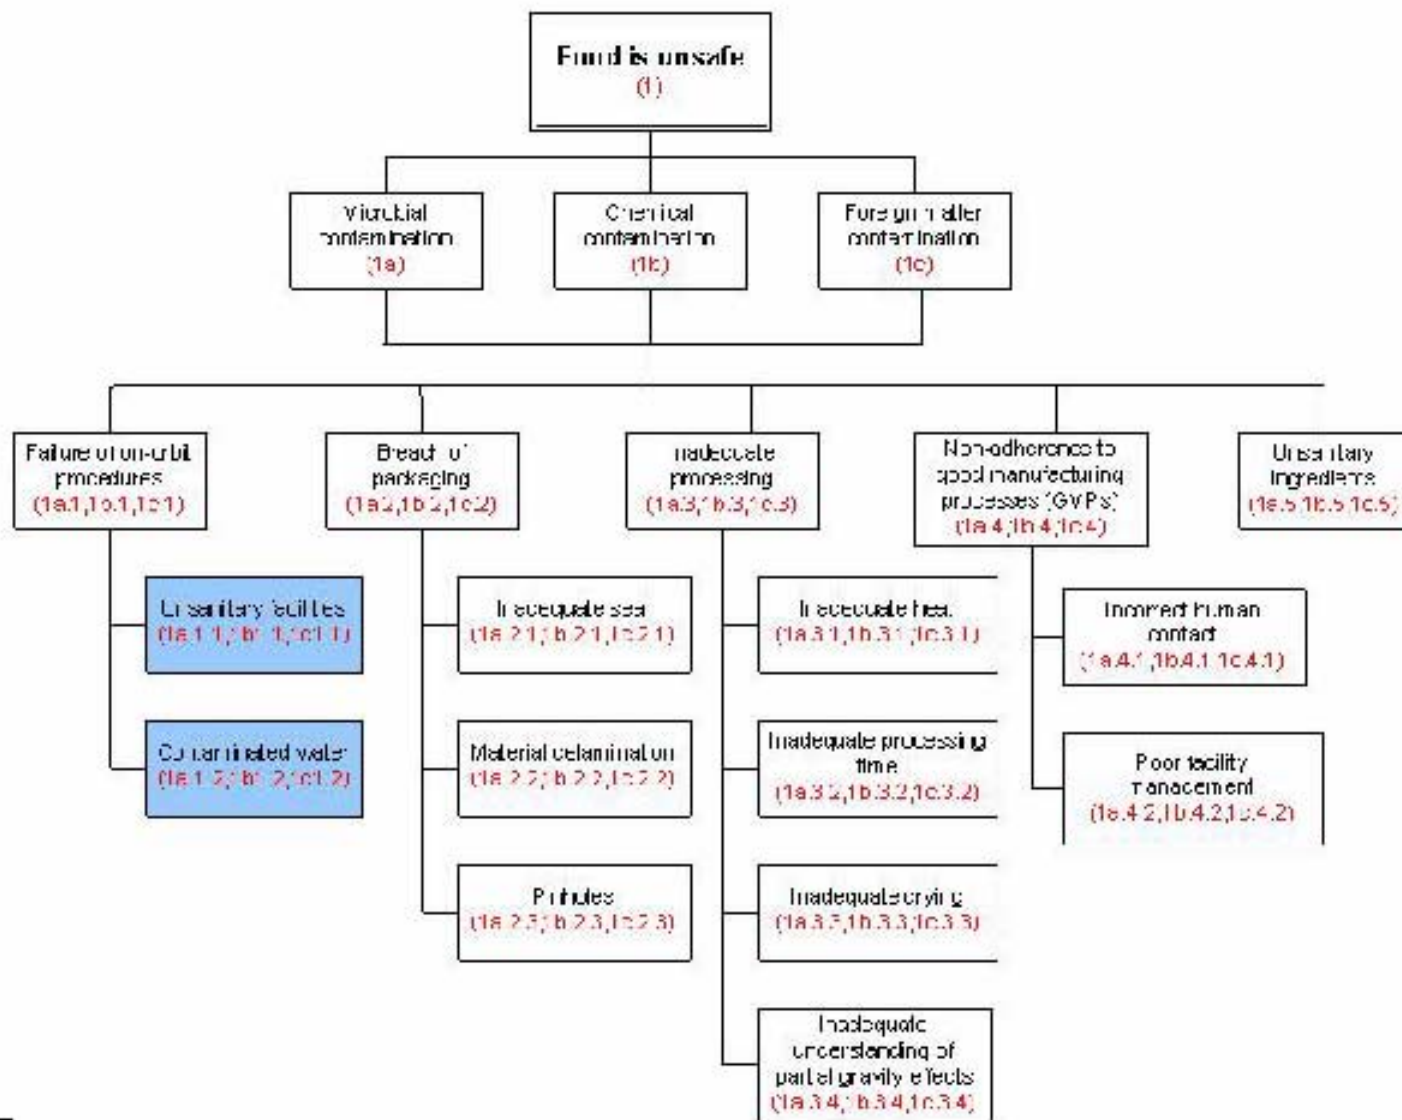 Food is unsafe
(1)
Microbial
contamination
(1a)
Chemical
contamination
(1b)
Foreign matter
contamination
(1c)
Failure of on-orbit
procedures
(1a.1,1b.1,1c.1)
Breach of
packaging
(1a.2,1b.2,1c.2)
Inadequate
processing
(1a.3,1b.3,1c.3)
Non-adherence to
good manufacturing
processes (GMPs)
(1a.4,1b.4,1c.4)
Unsanitary
ingredients
(1a.5,1b.5,1c.5)
Unsanitary facilities
(1a.1.1,1b1.1,1c1.1)
Contaminated water
(1a.1.2,1b1.2,1c1.2)
Inadequate seal
(1a.2.1,1b.2.1,1c.2.1)
Material delamination
(1a.2.2,1b.2.2,1c.2.2)
Pinholes
(1a.2.3,1b.2.3,1c.2.3)
Inadequate heat
(1a.3.1,1b.3.1,1c.3.1)
Inadequate processing
time
(1a.3.2,1b.3.2,1c.3.2)
Inadequate drying
(1a.3.3,1b.3.3,1c.3.3)
Inadequate
understanding of
partial gravity effects
(1a.3.4,1b.3.4,1c.3.4)
Incorrect human
contact
(1a.4.1,1b.4.1,1c.4.1)
Poor facility
management
(1a.4.2,1b.4.2,1c.4.2)